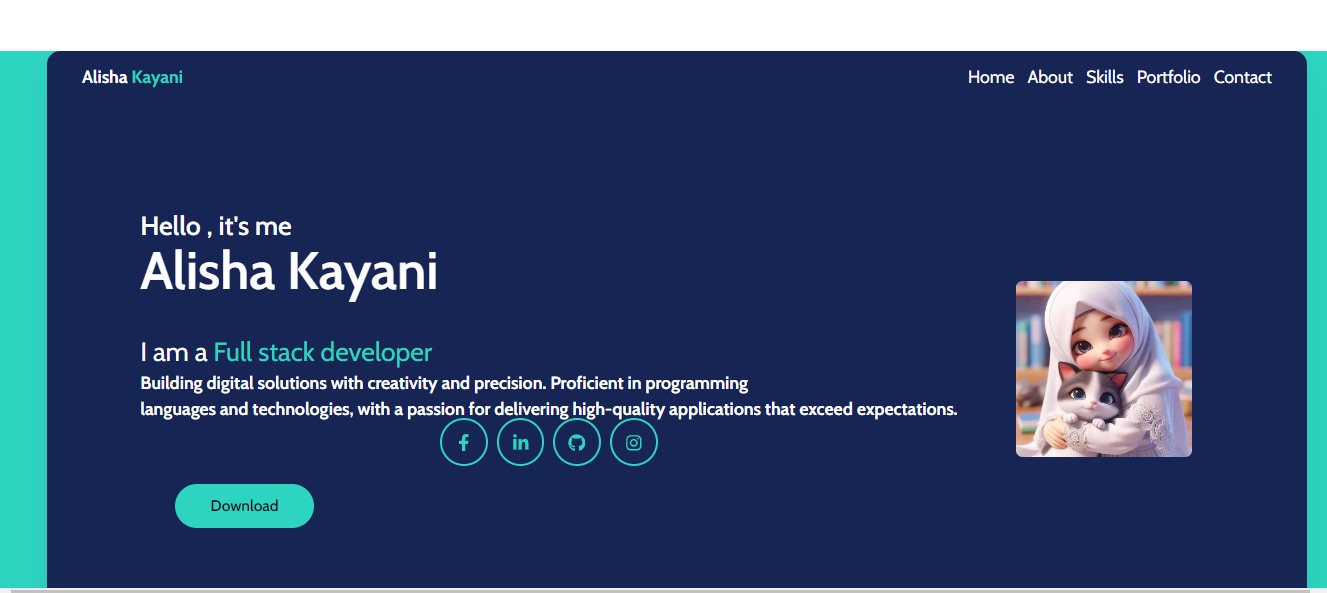 Alisha Kayani
Home About Skills Portfolio Contact
Hello , it's me
Alisha Kayani
I am a Full stack developer
Building digital solutions with creativity and precision. Proficient in programming
languages and technologies, with a passion for delivering high-quality applications that exceed expectations.
Download